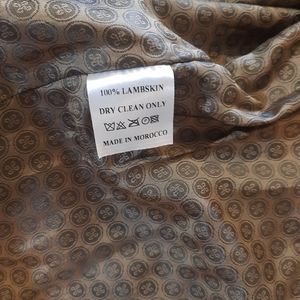 100% LAMBSKIN
DRY CLEAN ONLY
MADE IN MOROCCO